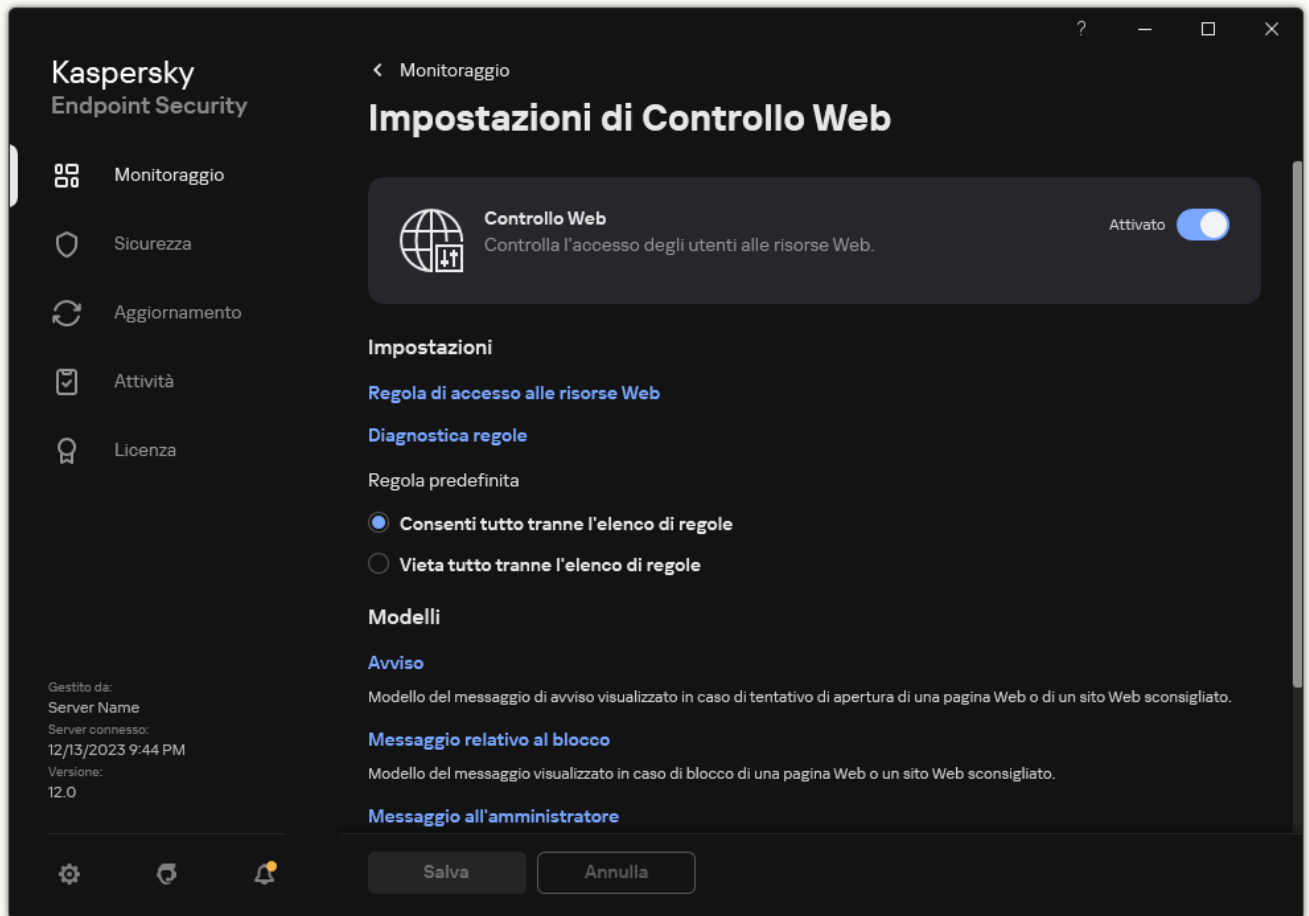 ?
Kaspersky
Endpoint Security
Monitoraggio
Sicurezza
Aggiornamento
Attività
Licenza
Gestito da:
Server Name
Server connesso:
12/13/2023 9:44 PM
Versione:
12.0
Monitoraggio
Impostazioni di Controllo Web
Controllo Web
Controlla l'accesso degli utenti alle risorse Web.
Attivato
Impostazioni
Regola di accesso alle risorse Web
Diagnostica regole
Regola predefinita
Consenti tutto tranne l'elenco di regole
Vieta tutto tranne l'elenco di regole
Modelli
Avviso
Modello del messaggio di avviso visualizzato in caso di tentativo di apertura di una pagina Web o di un sito Web sconsigliato.
Messaggio relativo al blocco
Modello del messaggio visualizzato in caso di blocco di una pagina Web o un sito Web sconsigliato.
Messaggio all'amministratore
Salva
Annulla